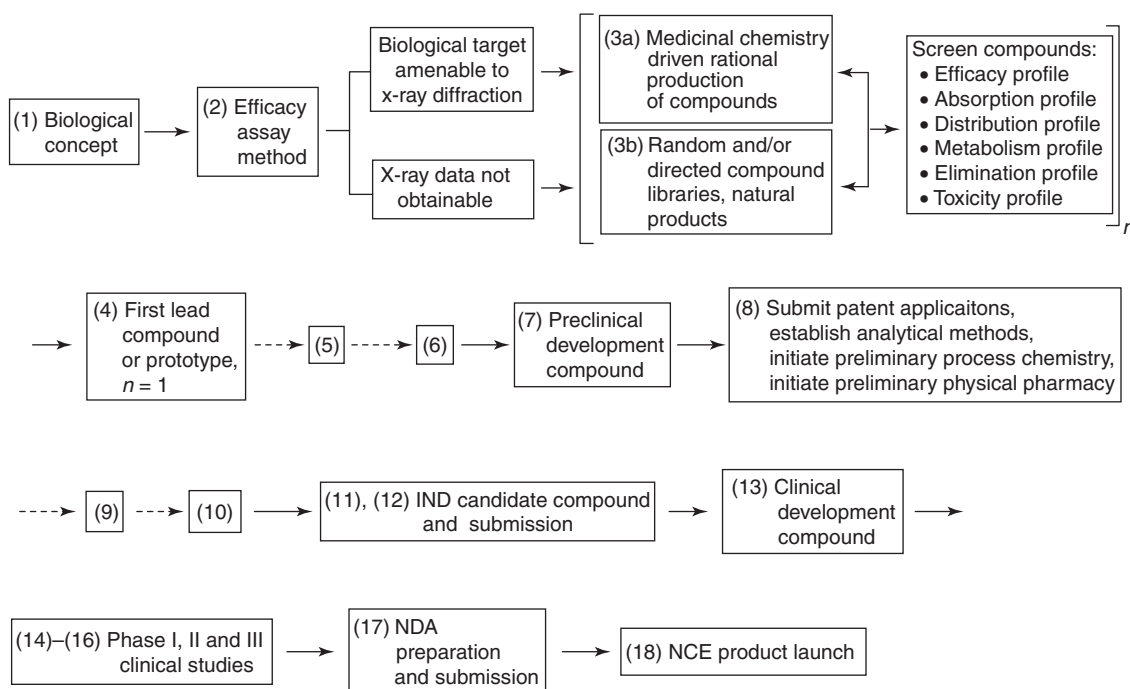 (1) Biological
concept
(2) Efficacy
assay
method
Biological target
amenable to
x-ray diffraction
X-ray data not
obtainable
(3a) Medicinal chemistry
driven rational
production
of compounds
(3b) Random and/or
directed compound
libraries, natural
products
Screen compounds:
• Efficacy profile
• Absorption profile
• Distribution profile
• Metabolism profile
• Elimination profile
• Toxicity profile
n
(4) First lead
compound
or prototype,
n = 1
(5)
(6)
(7) Preclinical
development
compound
(8) Submit patent applicaitons,
establish analytical methods,
initiate preliminary process chemistry,
initiate preliminary physical pharmacy
(9)
(10)
(11), (12) IND candidate compound
and submission
(13) Clinical
development
compound
(14)–(16) Phase I, II and III
clinical studies
(17) NDA
preparation
and submission
(18) NCE product launch